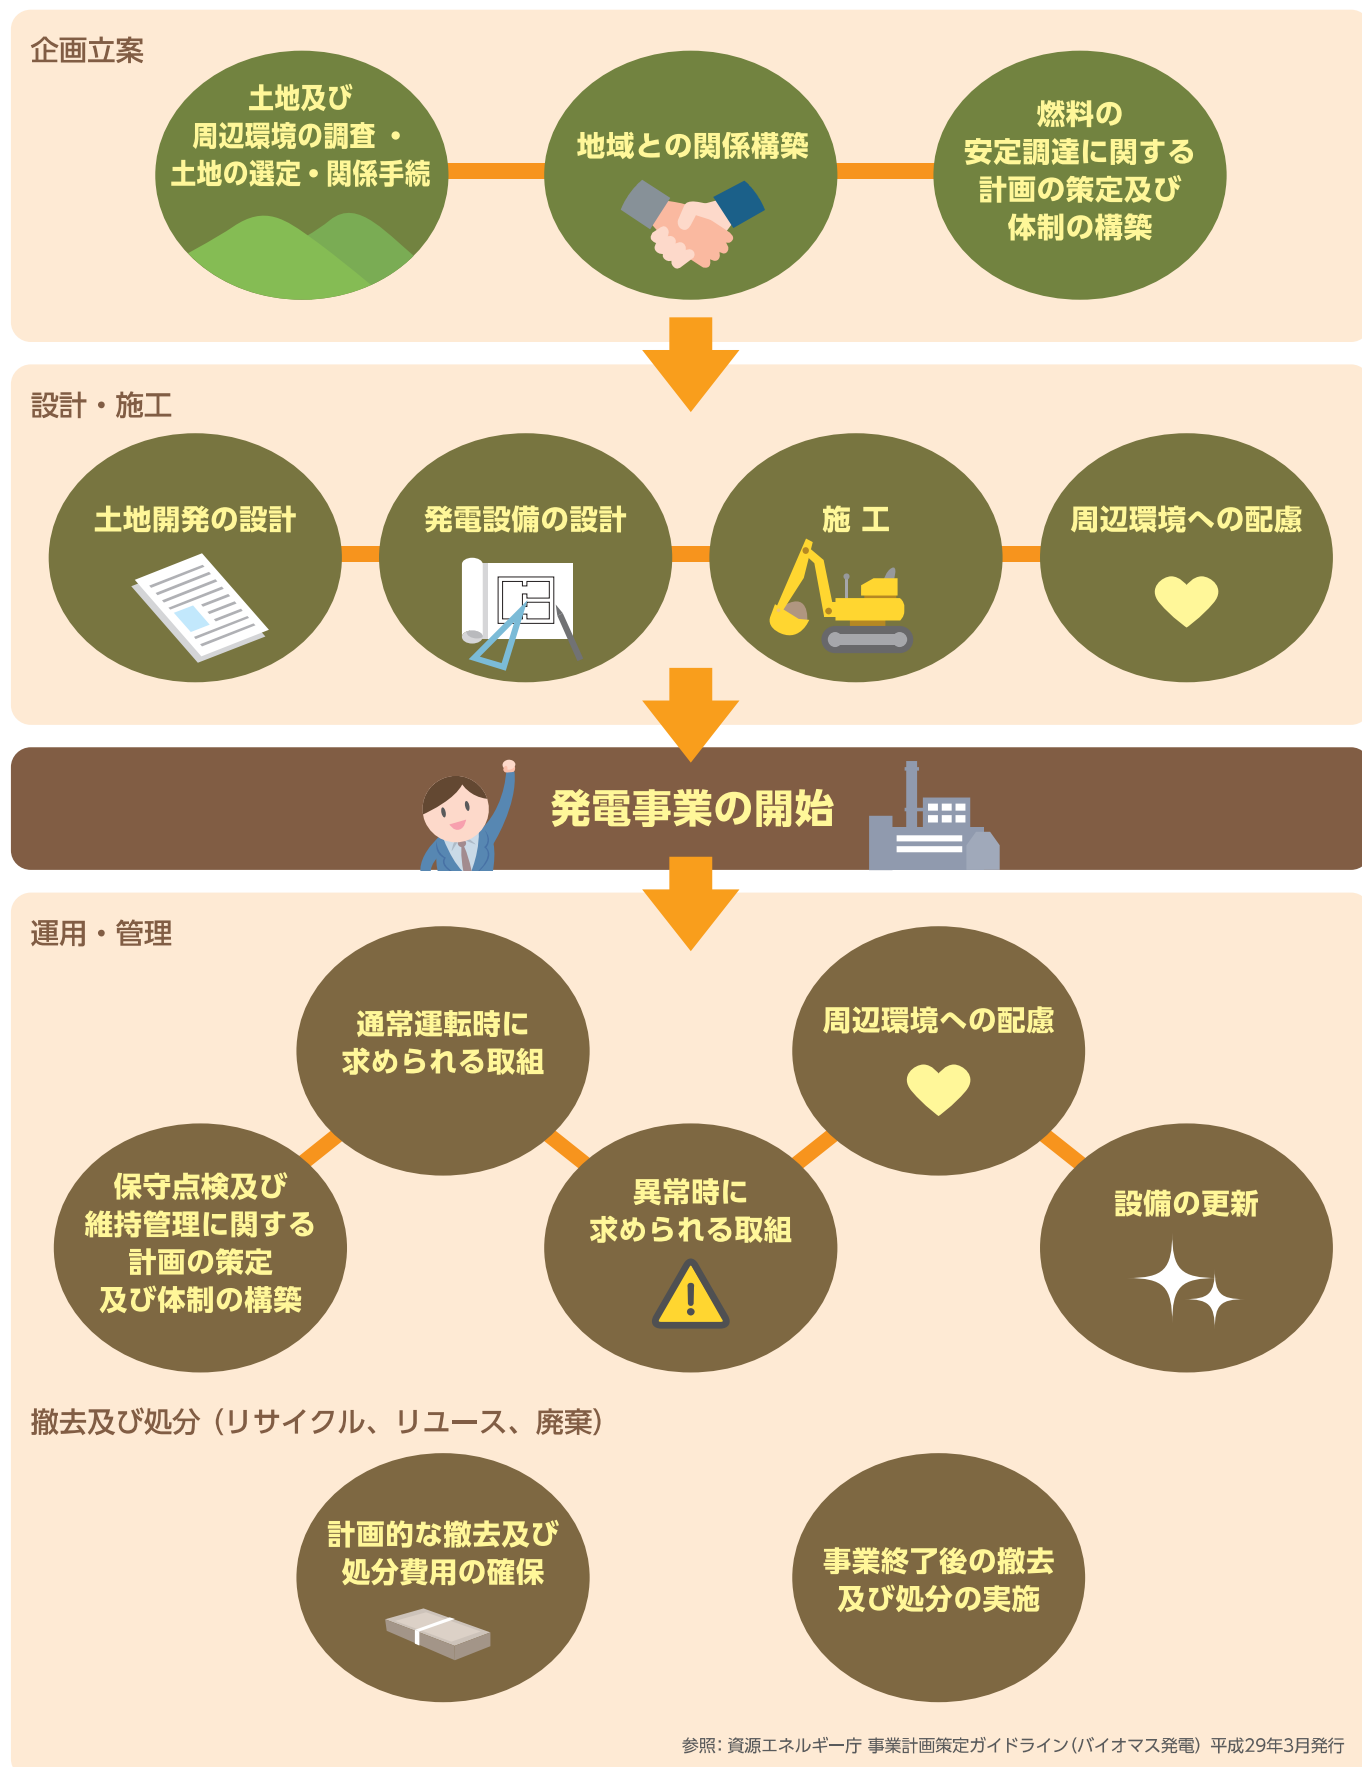 企画立案
土地及び
周辺環境の調査・
土地の選定・関係手続
地域との関係構築
燃料の
安定調達に関する
計画の策定及び
体制の構築
設計・施工
土地開発の設計
発電設備の設計
施 工
周辺環境への配慮
発電事業の開始
運用・管理
通常運転時に
求められる取組
周辺環境への配慮
保守点検及び
維持管理に関する
計画の策定
及び体制の構築
異常時に
求められる取組
設備の更新
撤去及び処分（リサイクル、リユース、廃棄）
計画的な撤去及び
処分費用の確保
事業終了後の撤去
及び処分の実施
参照：資源エネルギー庁 事業計画策定ガイドライン（バイオマス発電） 平成29年3月発行